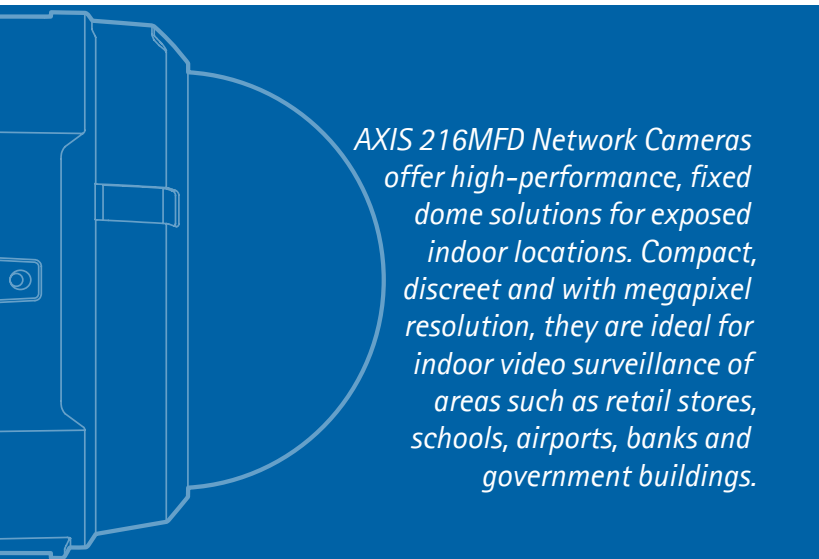 AXIS 216MFD Network Cameras
offer high-performance, fixed
dome solutions for exposed
indoor locations. Compact,
discreet and with megapixel
resolution, they are ideal for
indoor video surveillance of
areas such as retail stores,
schools, airports, banks and
government buildings.